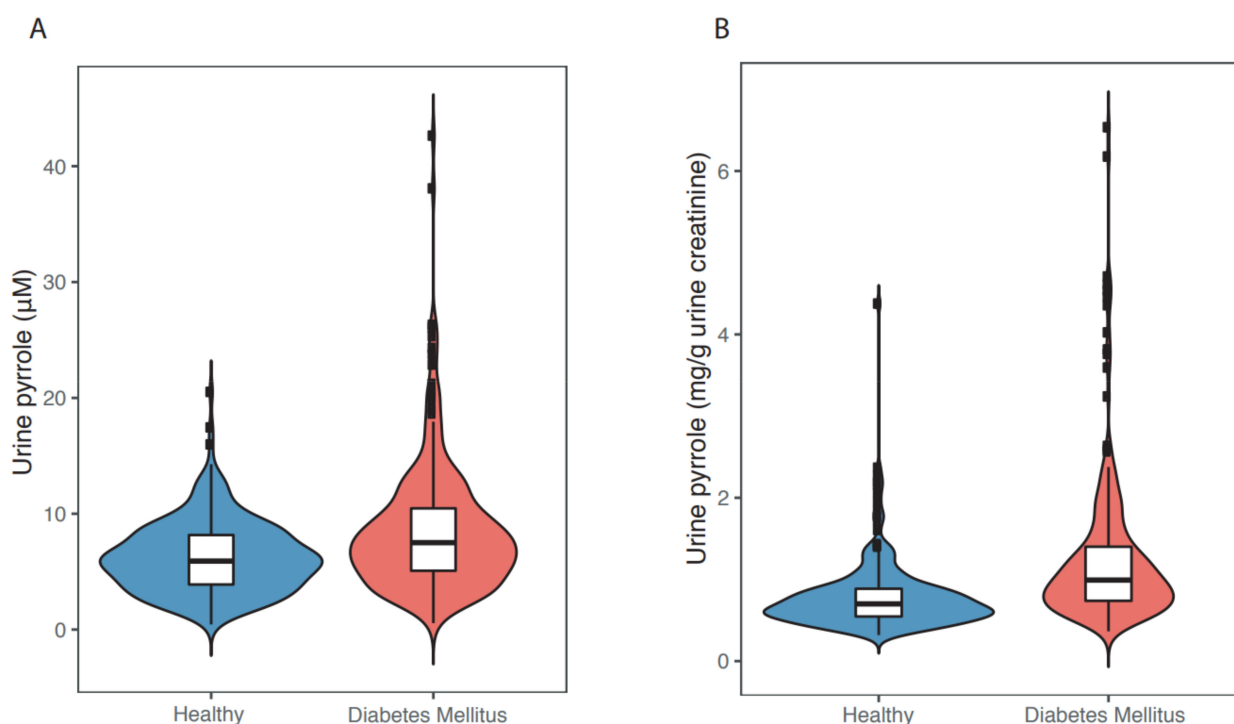 A
Urine pyrrole (μM)
40
30
20
10
0
Healthy
Diabetes Mellitus
B
Urine pyrrole (mg/g urine creatinine)
6
4
2
0
Healthy
Diabetes Mellitus